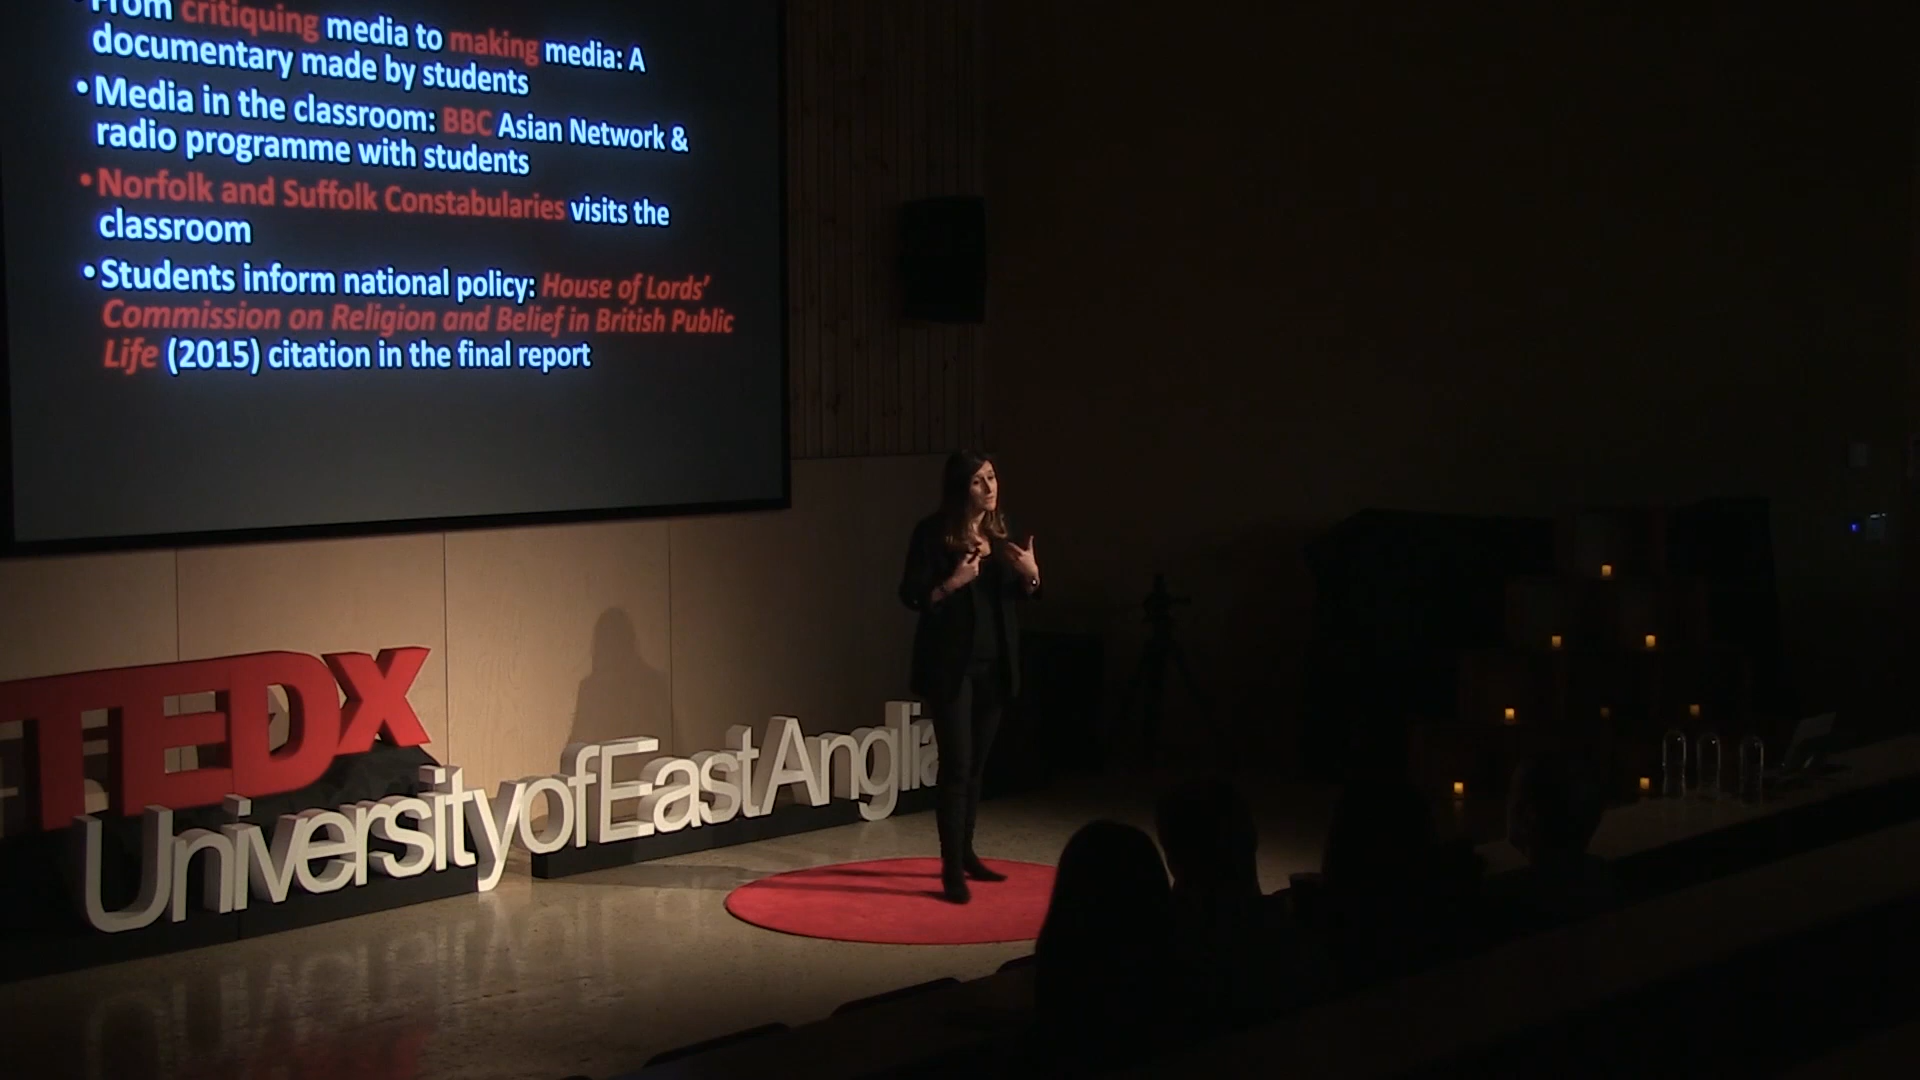 From critiquing media to making media: A
documentary made by students
• Media in the classroom: BBC Asian Network &
radio programme with students
• Norfolk and Suffolk Constabularies visits the
classroom
• Students inform national policy: House of Lords'
Commission on Religion and Belief in British Public
Life (2015) citation in the final report
TEDx
UniversityofEastAnglia